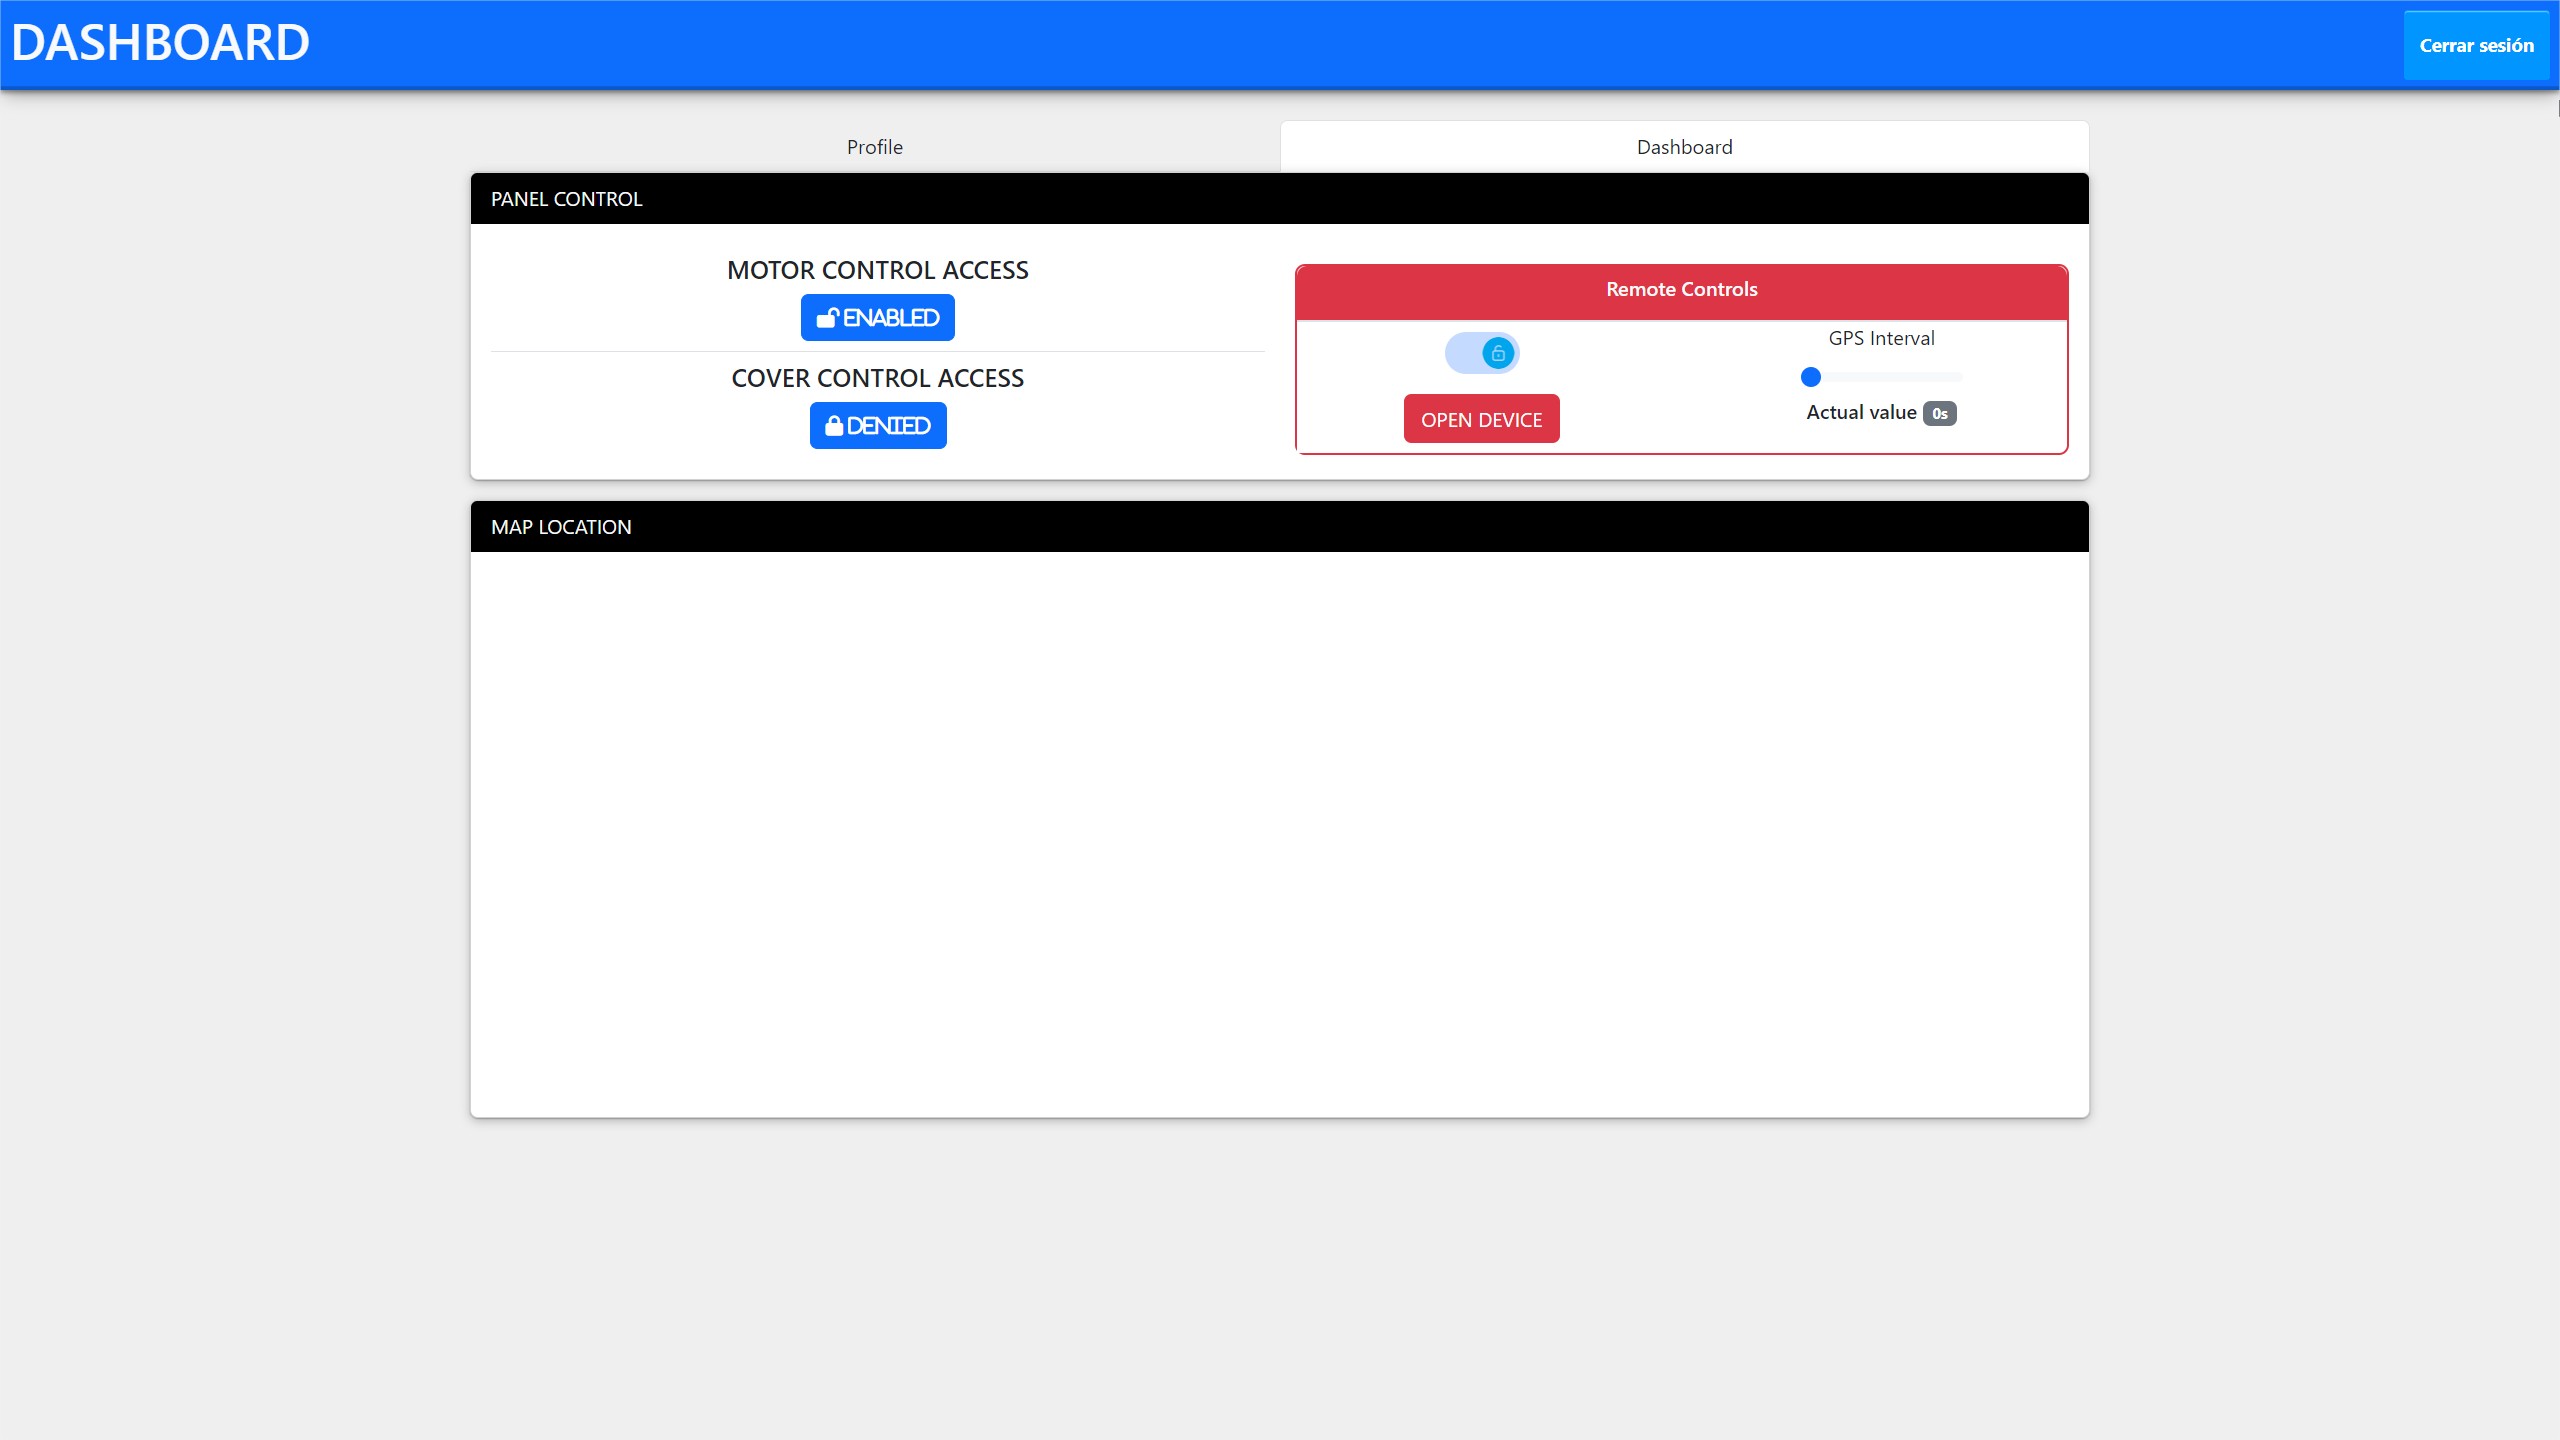 DASHBOARD
Cerrar sesión
Profile
Dashboard
PANEL CONTROL
MOTOR CONTROL ACCESS
ENABLED
COVER CONTROL ACCESS
DENIED
Remote Controls
OPEN DEVICE
GPS Interval
Actual value 0s
MAP LOCATION